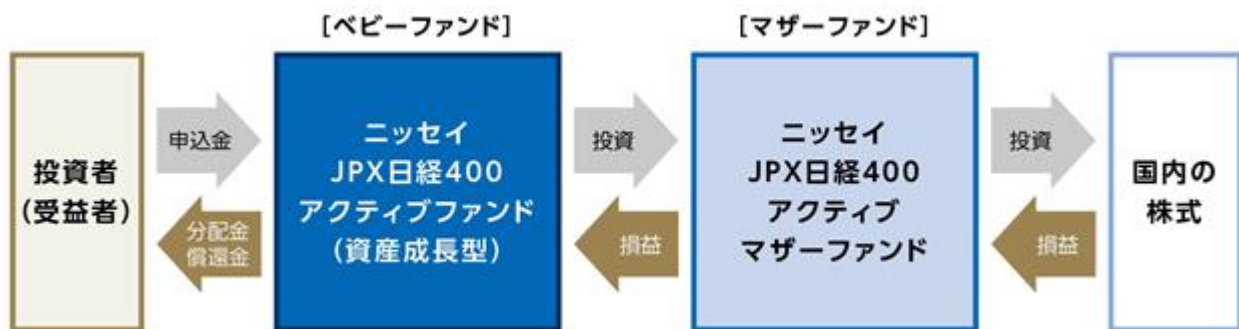 [ベビーファンド]
[マザーファンド]
投資者
(受益者)
申込金
分配金
償還金
ニッセイ
JPX日経400
アクティブファンド
(資産成長型)
投資
損益
ニッセイ
JPX日経400
アクティブ
マザーファンド
投資
損益
国内の
株式